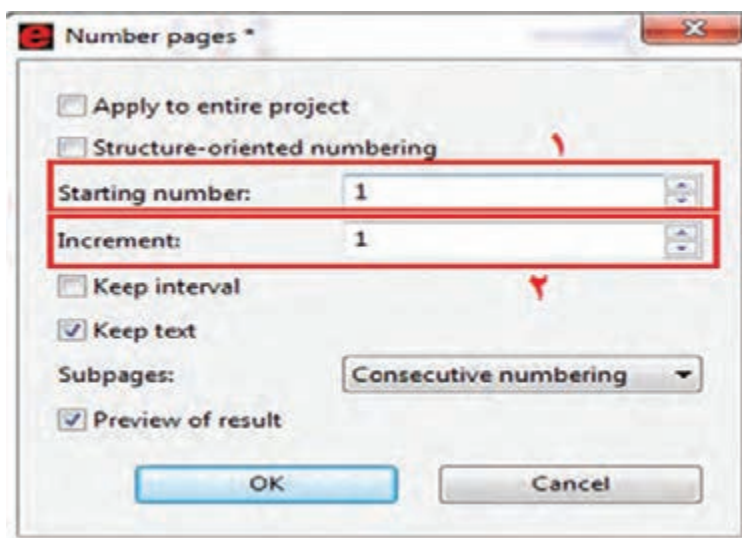 e Number pages *
Apply to entire project
Structure-oriented numbering ۱
Starting number: 1
Increment: 1
Keep interval ۲
Keep text
Subpages: Consecutive numbering
Preview of result
OK Cancel